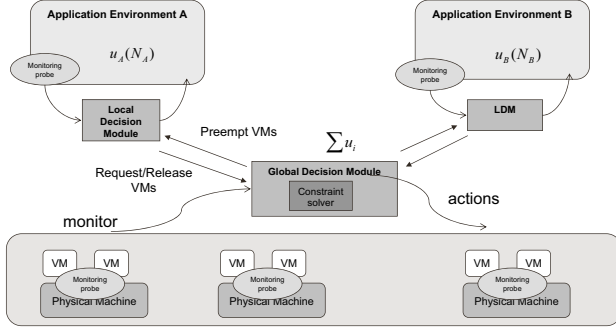 Application Environment A
Application Environment B
u_A(N_A)
u_B(N_B)
Monitoring
probe
Monitoring
probe
Local
Decision
Module
LDM
Preempt VMs
∑u_i
Request/Release
VMs
Global Decision Module
Constraint
solver
monitor
actions
VM
VM
Monitoring
probe
Physical Machine
VM
VM
Monitoring
probe
Physical Machine
VM
VM
Monitoring
probe
Physical Machine